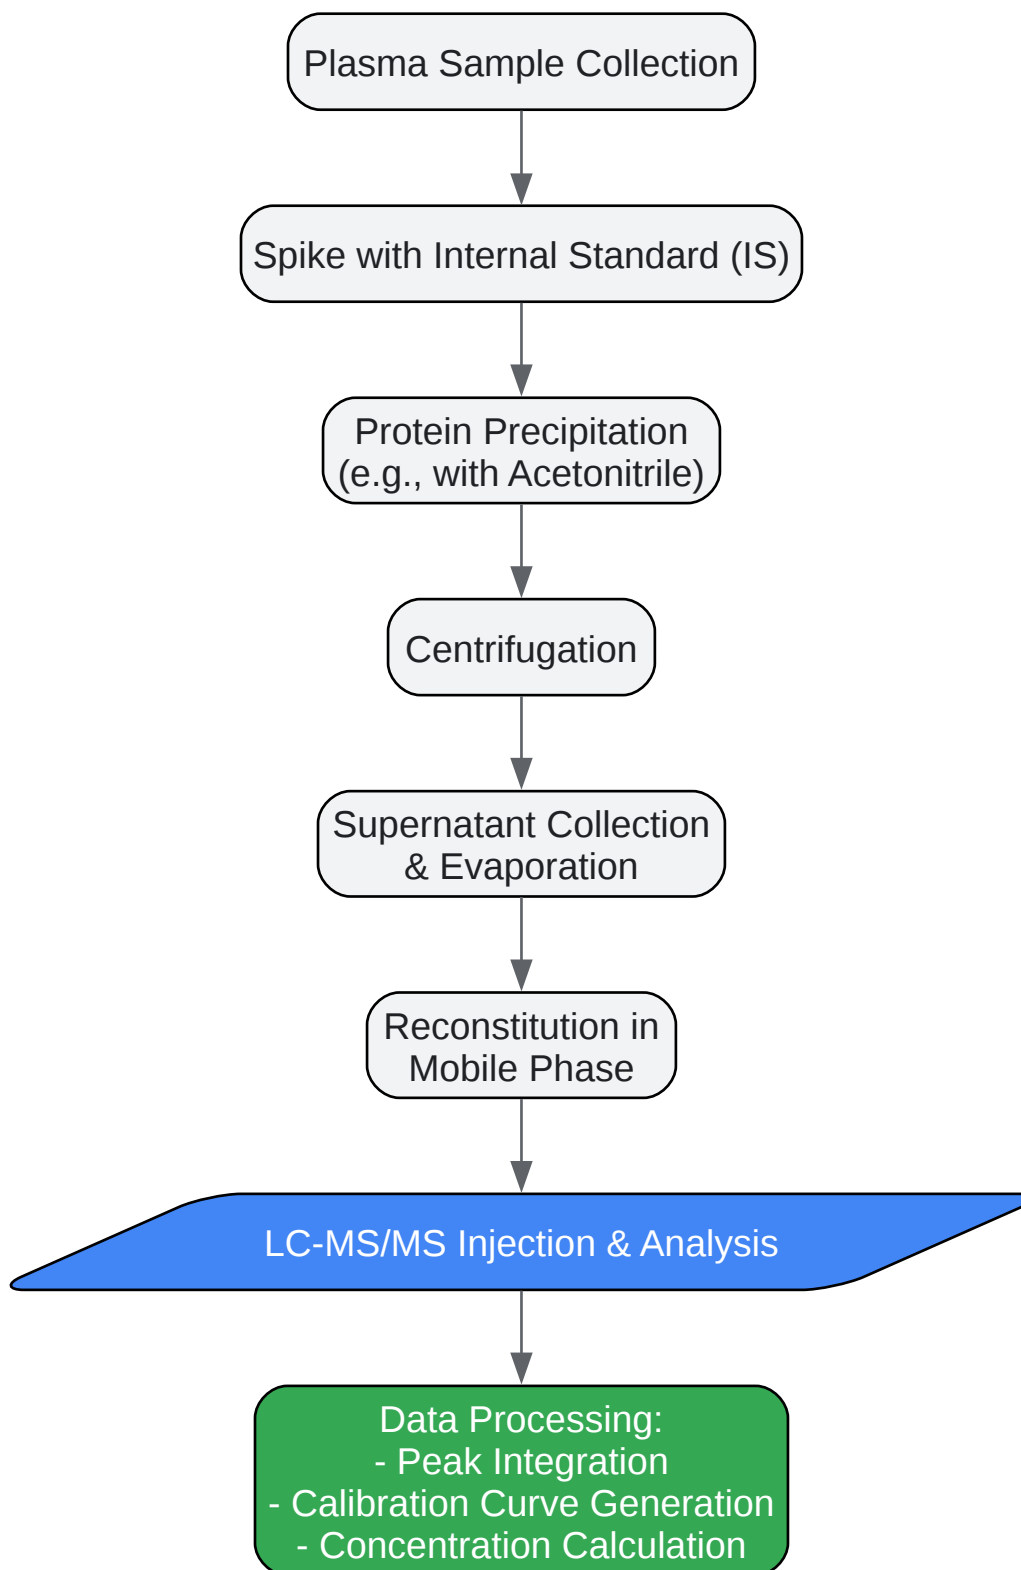 Plasma Sample Collection
Spike with Internal Standard (IS)
Protein Precipitation
(e.g., with Acetonitrile)
Centrifugation
Supernatant Collection
& Evaporation
Reconstitution in
Mobile Phase
LC-MS/MS Injection & Analysis
Data Processing:
- Peak Integration
- Calibration Curve Generation
- Concentration Calculation